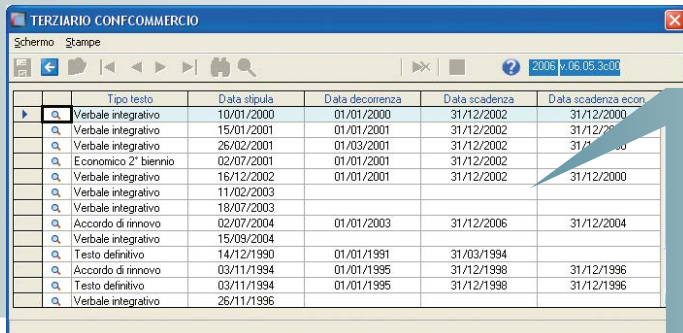 TERZIARIO CONFCOMMERCIO
Schermo Stampe
2006 v.06.05.3c00
Tipo testo Data stipula Data decorrenza Data scadenza Data scadenza econ.
Verbale integrativo 10/01/2000 01/01/2000 31/12/2002 31/12/2000
Verbale integrativo 15/01/2001 01/01/2001 31/12/2002
Verbale integrativo 26/02/2001 01/03/2001 31/12/2002
Economico 2° biennio 02/07/2001 01/01/2001 31/12/2002
Verbale integrativo 16/12/2002 01/01/2001 31/12/2002 31/12/2000
Verbale integrativo 11/02/2003
Verbale integrativo 18/07/2003
Accordo di rinnovo 02/07/2004 01/01/2003 31/12/2006 31/12/2004
Verbale integrativo 15/09/2004
Testo definitivo 14/12/1990 01/01/1991 31/03/1994
Accordo di rinnovo 03/11/1994 01/01/1995 31/12/1998 31/12/1996
Testo definitivo 03/11/1994 01/01/1995 31/12/1998 31/12/1996
Verbale integrativo 26/11/1996